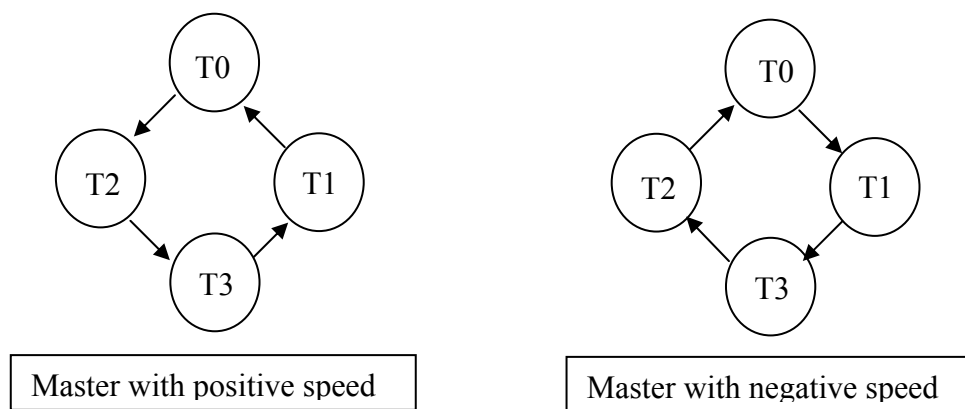 T0
T2
T1
T3
Master with positive speed
T0
T2
T1
T3
Master with negative speed